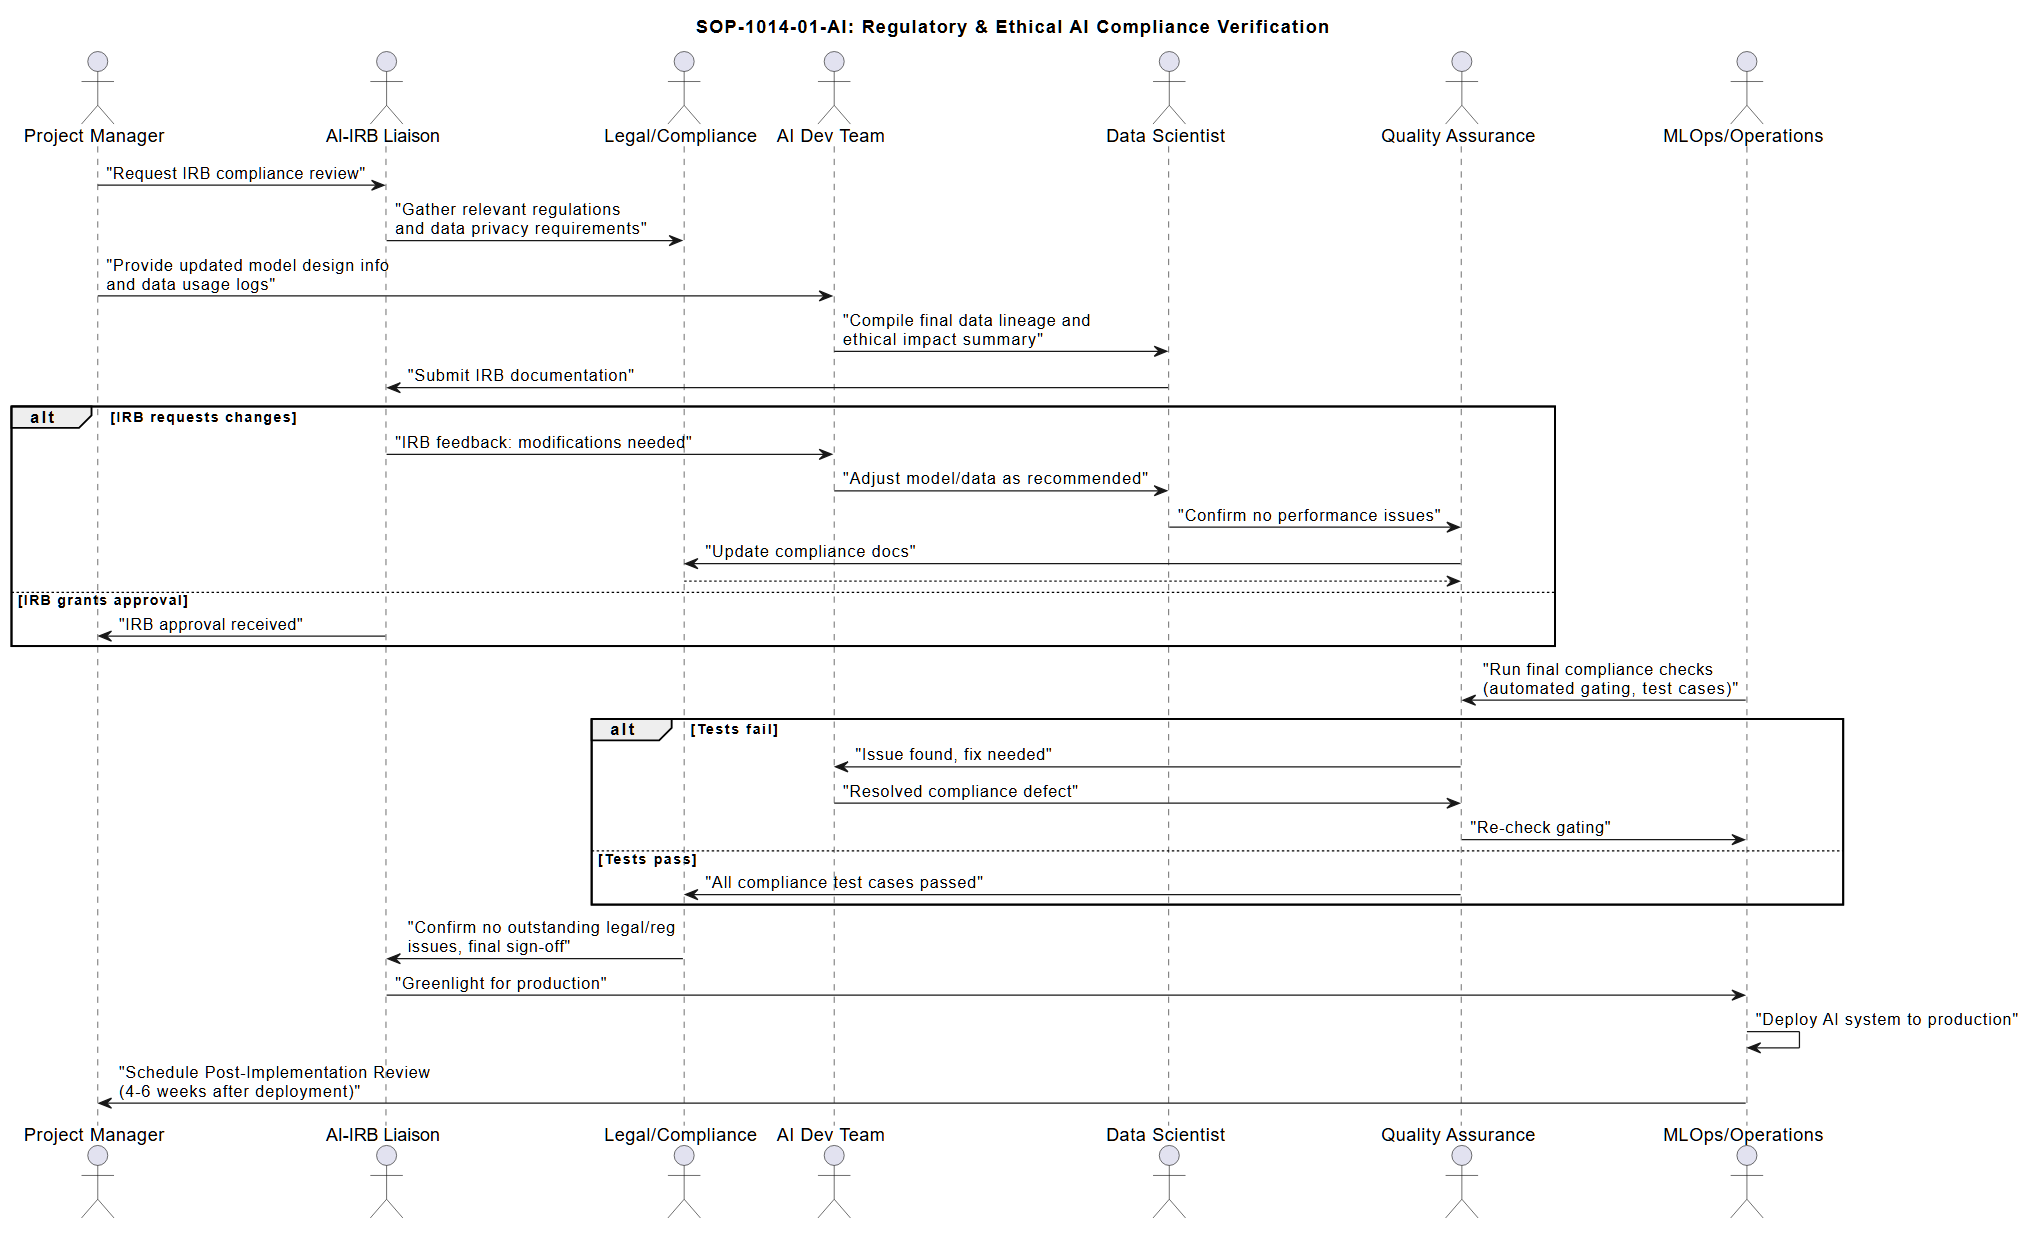 SOP-1014-01-AI: Regulatory & Ethical AI Compliance Verification
Project Manager
AI-IRB Liaison
Legal/Compliance
AI Dev Team
Data Scientist
Quality Assurance
MLOps/Operations
"Request IRB compliance review"
"Gather relevant regulations
and data privacy requirements"
"Provide updated model design info
and data usage logs"
"Compile final data lineage and
ethical impact summary"
"Submit IRB documentation"
alt
[IRB requests changes]
"IRB feedback: modifications needed"
"Adjust model/data as recommended"
"Confirm no performance issues"
"Update compliance docs"
[IRB grants approval]
"IRB approval received"
"Run final compliance checks
(automated gating, test cases)"
alt
[Tests fail]
"Issue found, fix needed"
"Resolved compliance defect"
"Re-check gating"
[Tests pass]
"All compliance test cases passed"
"Confirm no outstanding legal/reg
issues, final sign-off"
"Greenlight for production"
"Deploy AI system to production"
"Schedule Post-Implementation Review
(4-6 weeks after deployment)"
Project Manager
AI-IRB Liaison
Legal/Compliance
AI Dev Team
Data Scientist
Quality Assurance
MLOps/Operations